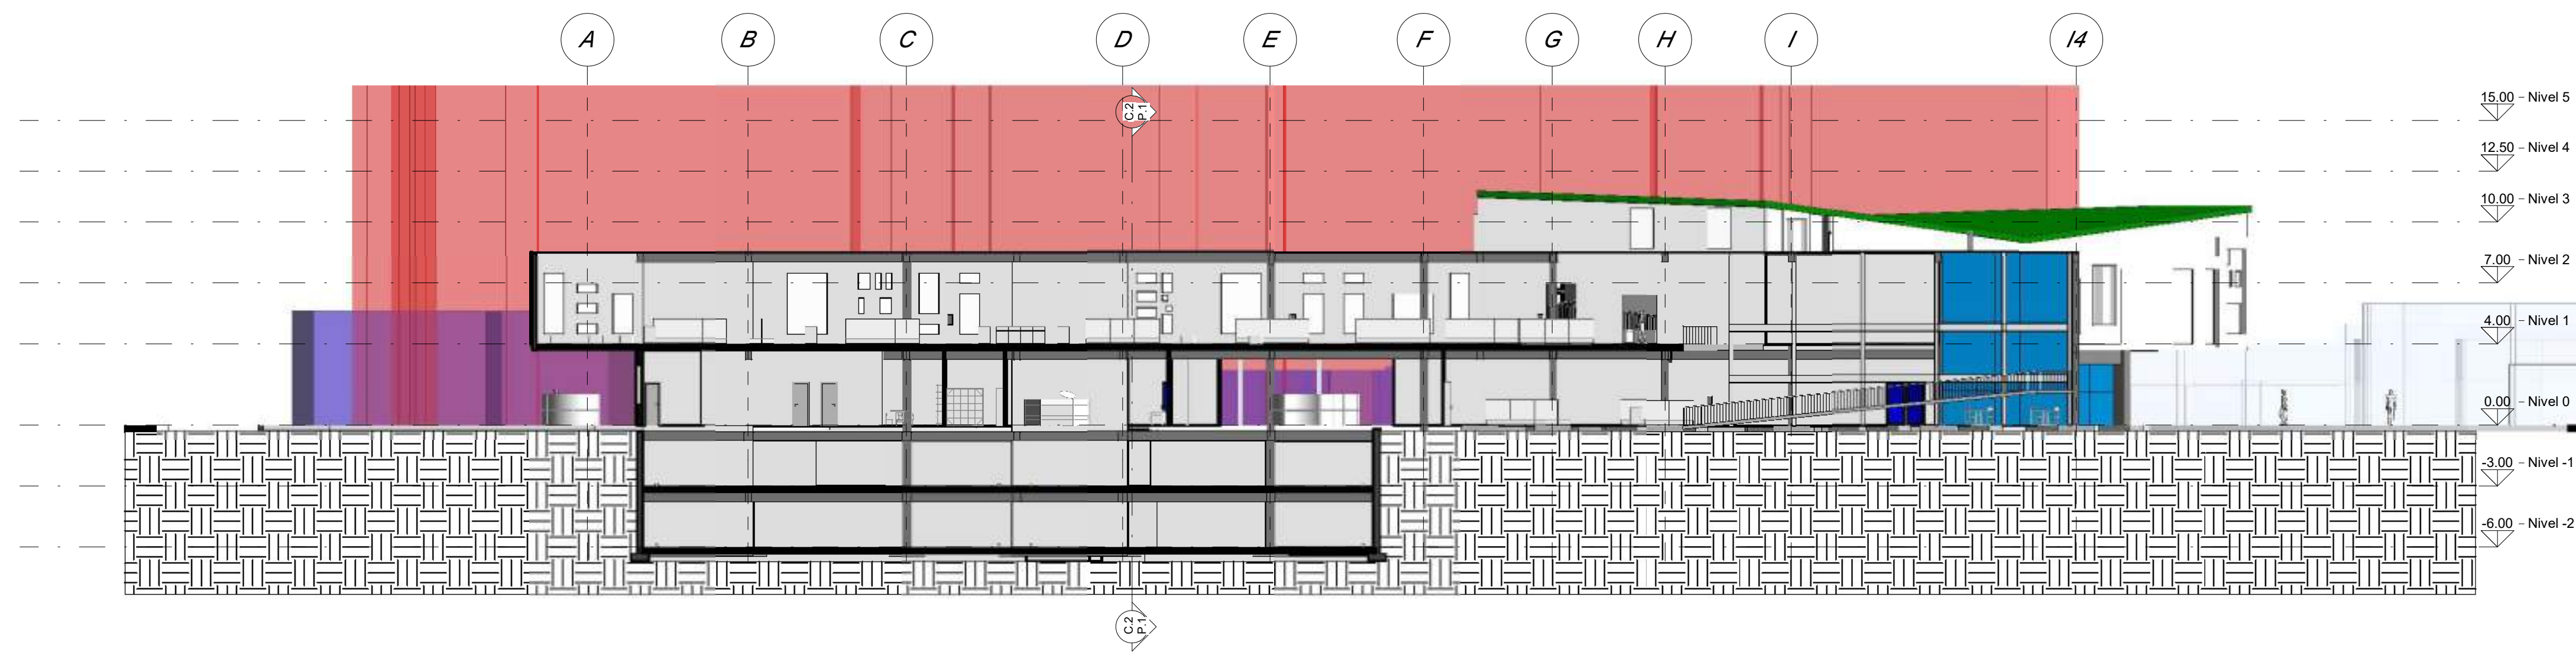 A B C D E F G H I I4
C.2
P.1
15.00 Nivel 5
12.50 Nivel 4
10.00 Nivel 3
7.00 Nivel 2
4.00 Nivel 1
0.00 Nivel 0
-3.00 Nivel -1
-6.00 Nivel -2
C.2
P.1